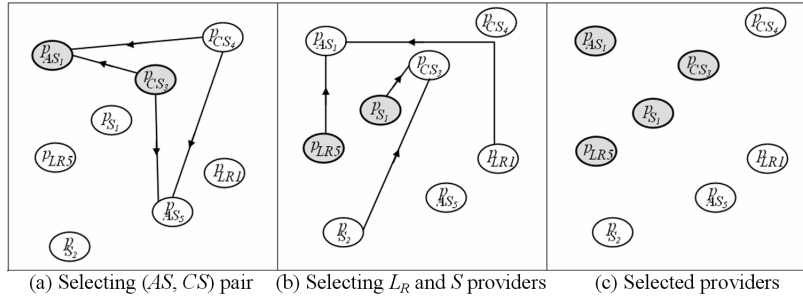 pAS1
pCS4
pCS3
pS1
pLR5
pLR1
pAS5
pS2
pAS1
pCS4
pCS3
pS1
pLR5
pLR1
pAS5
pS2
pAS1
pCS4
pCS3
pS1
pLR5
pLR1
pAS5
pS2
(a) Selecting (AS, CS) pair
(b) Selecting LR and S providers
(c) Selected providers